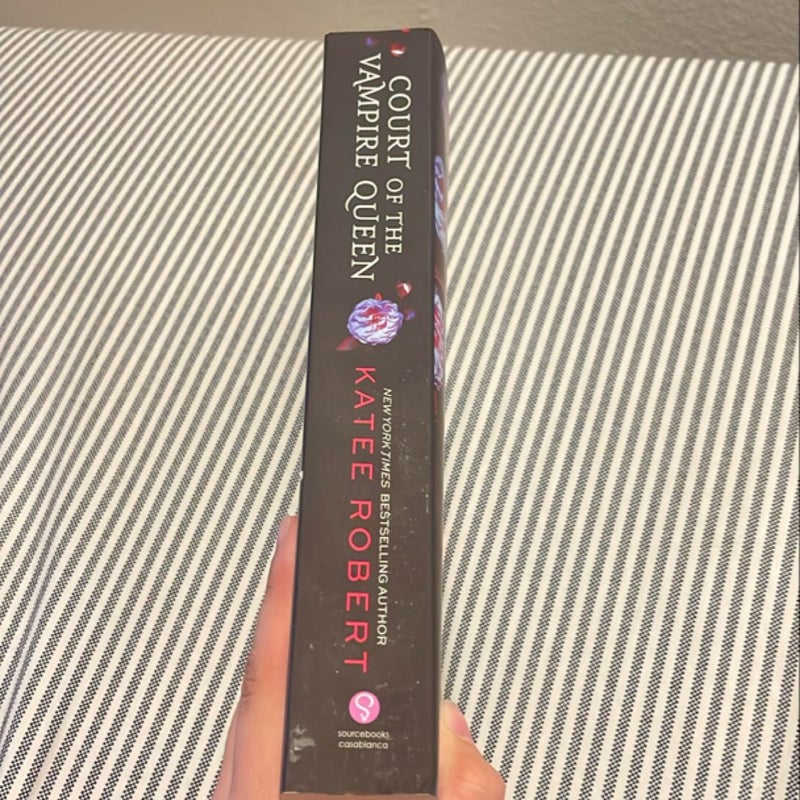 COURT OF THE
VAMPIRE QUEEN
NEW YORK TIMES BESTSELLING AUTHOR
KATEE ROBERT
sourcebooks
casablanca